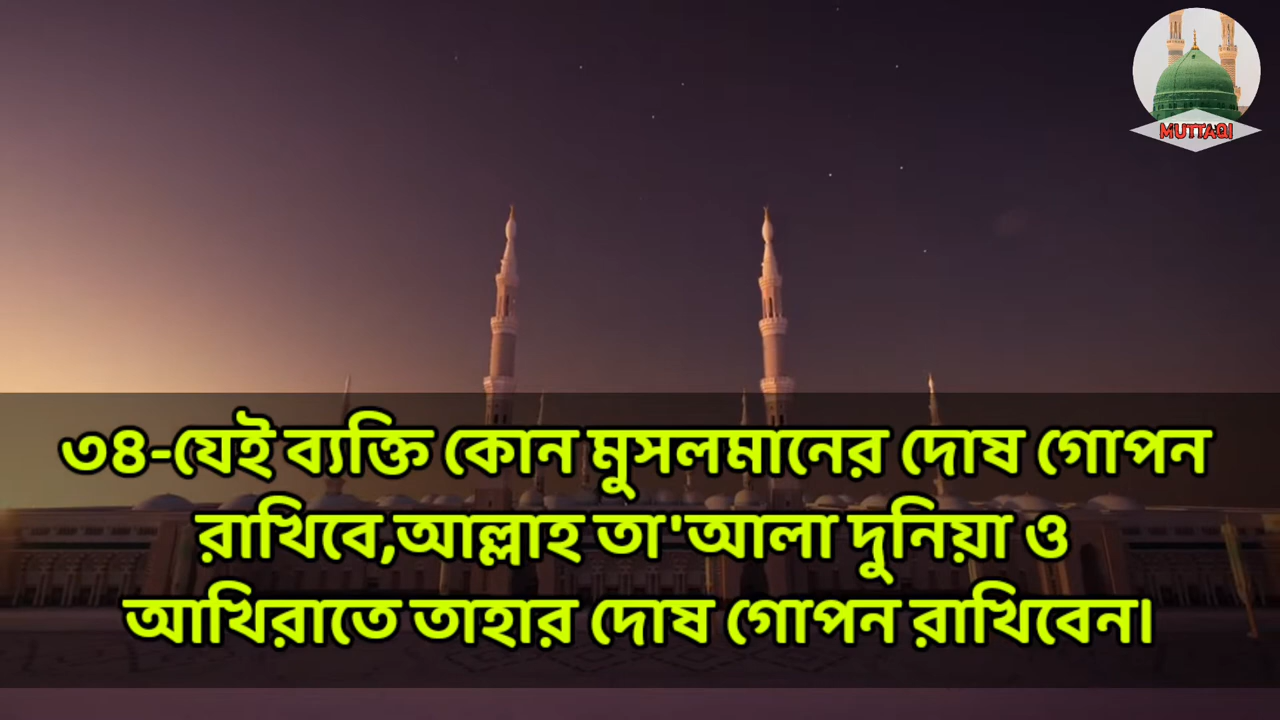 MUTTAQI
৩৪-যেই ব্যক্তি কোন মুসলমানের দোষ গোপন
রাখিবে,আল্লাহ তা'আলা দুনিয়া ও
আখিরাতে তাহার দোষ গোপন রাখিবেন।